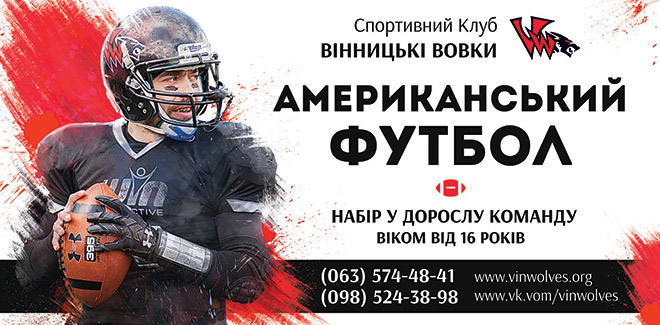 Спортивний Клуб
ВІННИЦЬКІ ВОВКИ
АМЕРИКАНСЬКИЙ
ФУТБОЛ
НАБІР У ДОРОСЛУ КОМАНДУ
ВІКОМ ВІД 16 РОКІВ
(063) 574-48-41
www.vinwolves.org
(098) 524-38-98
www.vk.vom/vinwolves
395